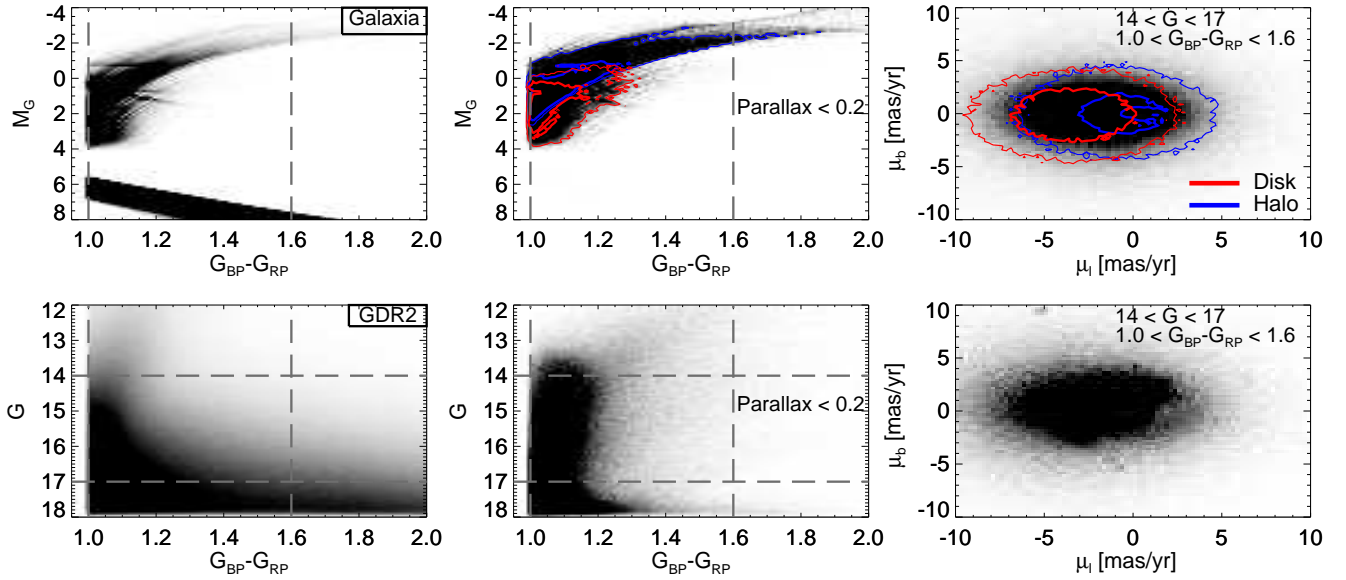 Galaxia
-4
-2
0
2
4
6
8
M_G
1.0 1.2 1.4 1.6 1.8 2.0
G_BP-G_RP
Parallax < 0.2
-4
-2
0
2
4
6
8
M_G
1.0 1.2 1.4 1.6 1.8 2.0
G_BP-G_RP
14 < G < 17
1.0 < G_BP-G_RP < 1.6
Disk
Halo
10
5
0
-5
-10
μ_b [mas/yr]
-10 -5 0 5 10
μ_l [mas/yr]
GDR2
12
13
14
15
16
17
18
G
1.0 1.2 1.4 1.6 1.8 2.0
G_BP-G_RP
Parallax < 0.2
12
13
14
15
16
17
18
G
1.0 1.2 1.4 1.6 1.8 2.0
G_BP-G_RP
14 < G < 17
1.0 < G_BP-G_RP < 1.6
10
5
0
-5
-10
μ_b [mas/yr]
-10 -5 0 5 10
μ_l [mas/yr]